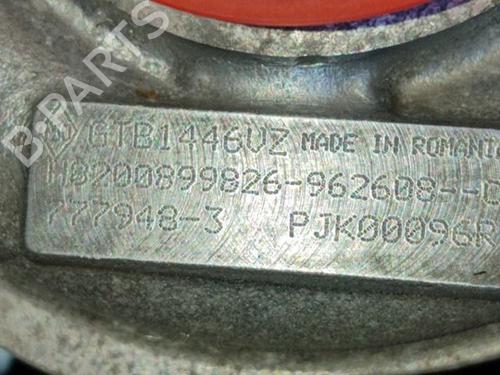 GTB1446VZ MADE IN ROMANIA
H8200899826-962608--
777948-3 PJK00096R
B-PARTS